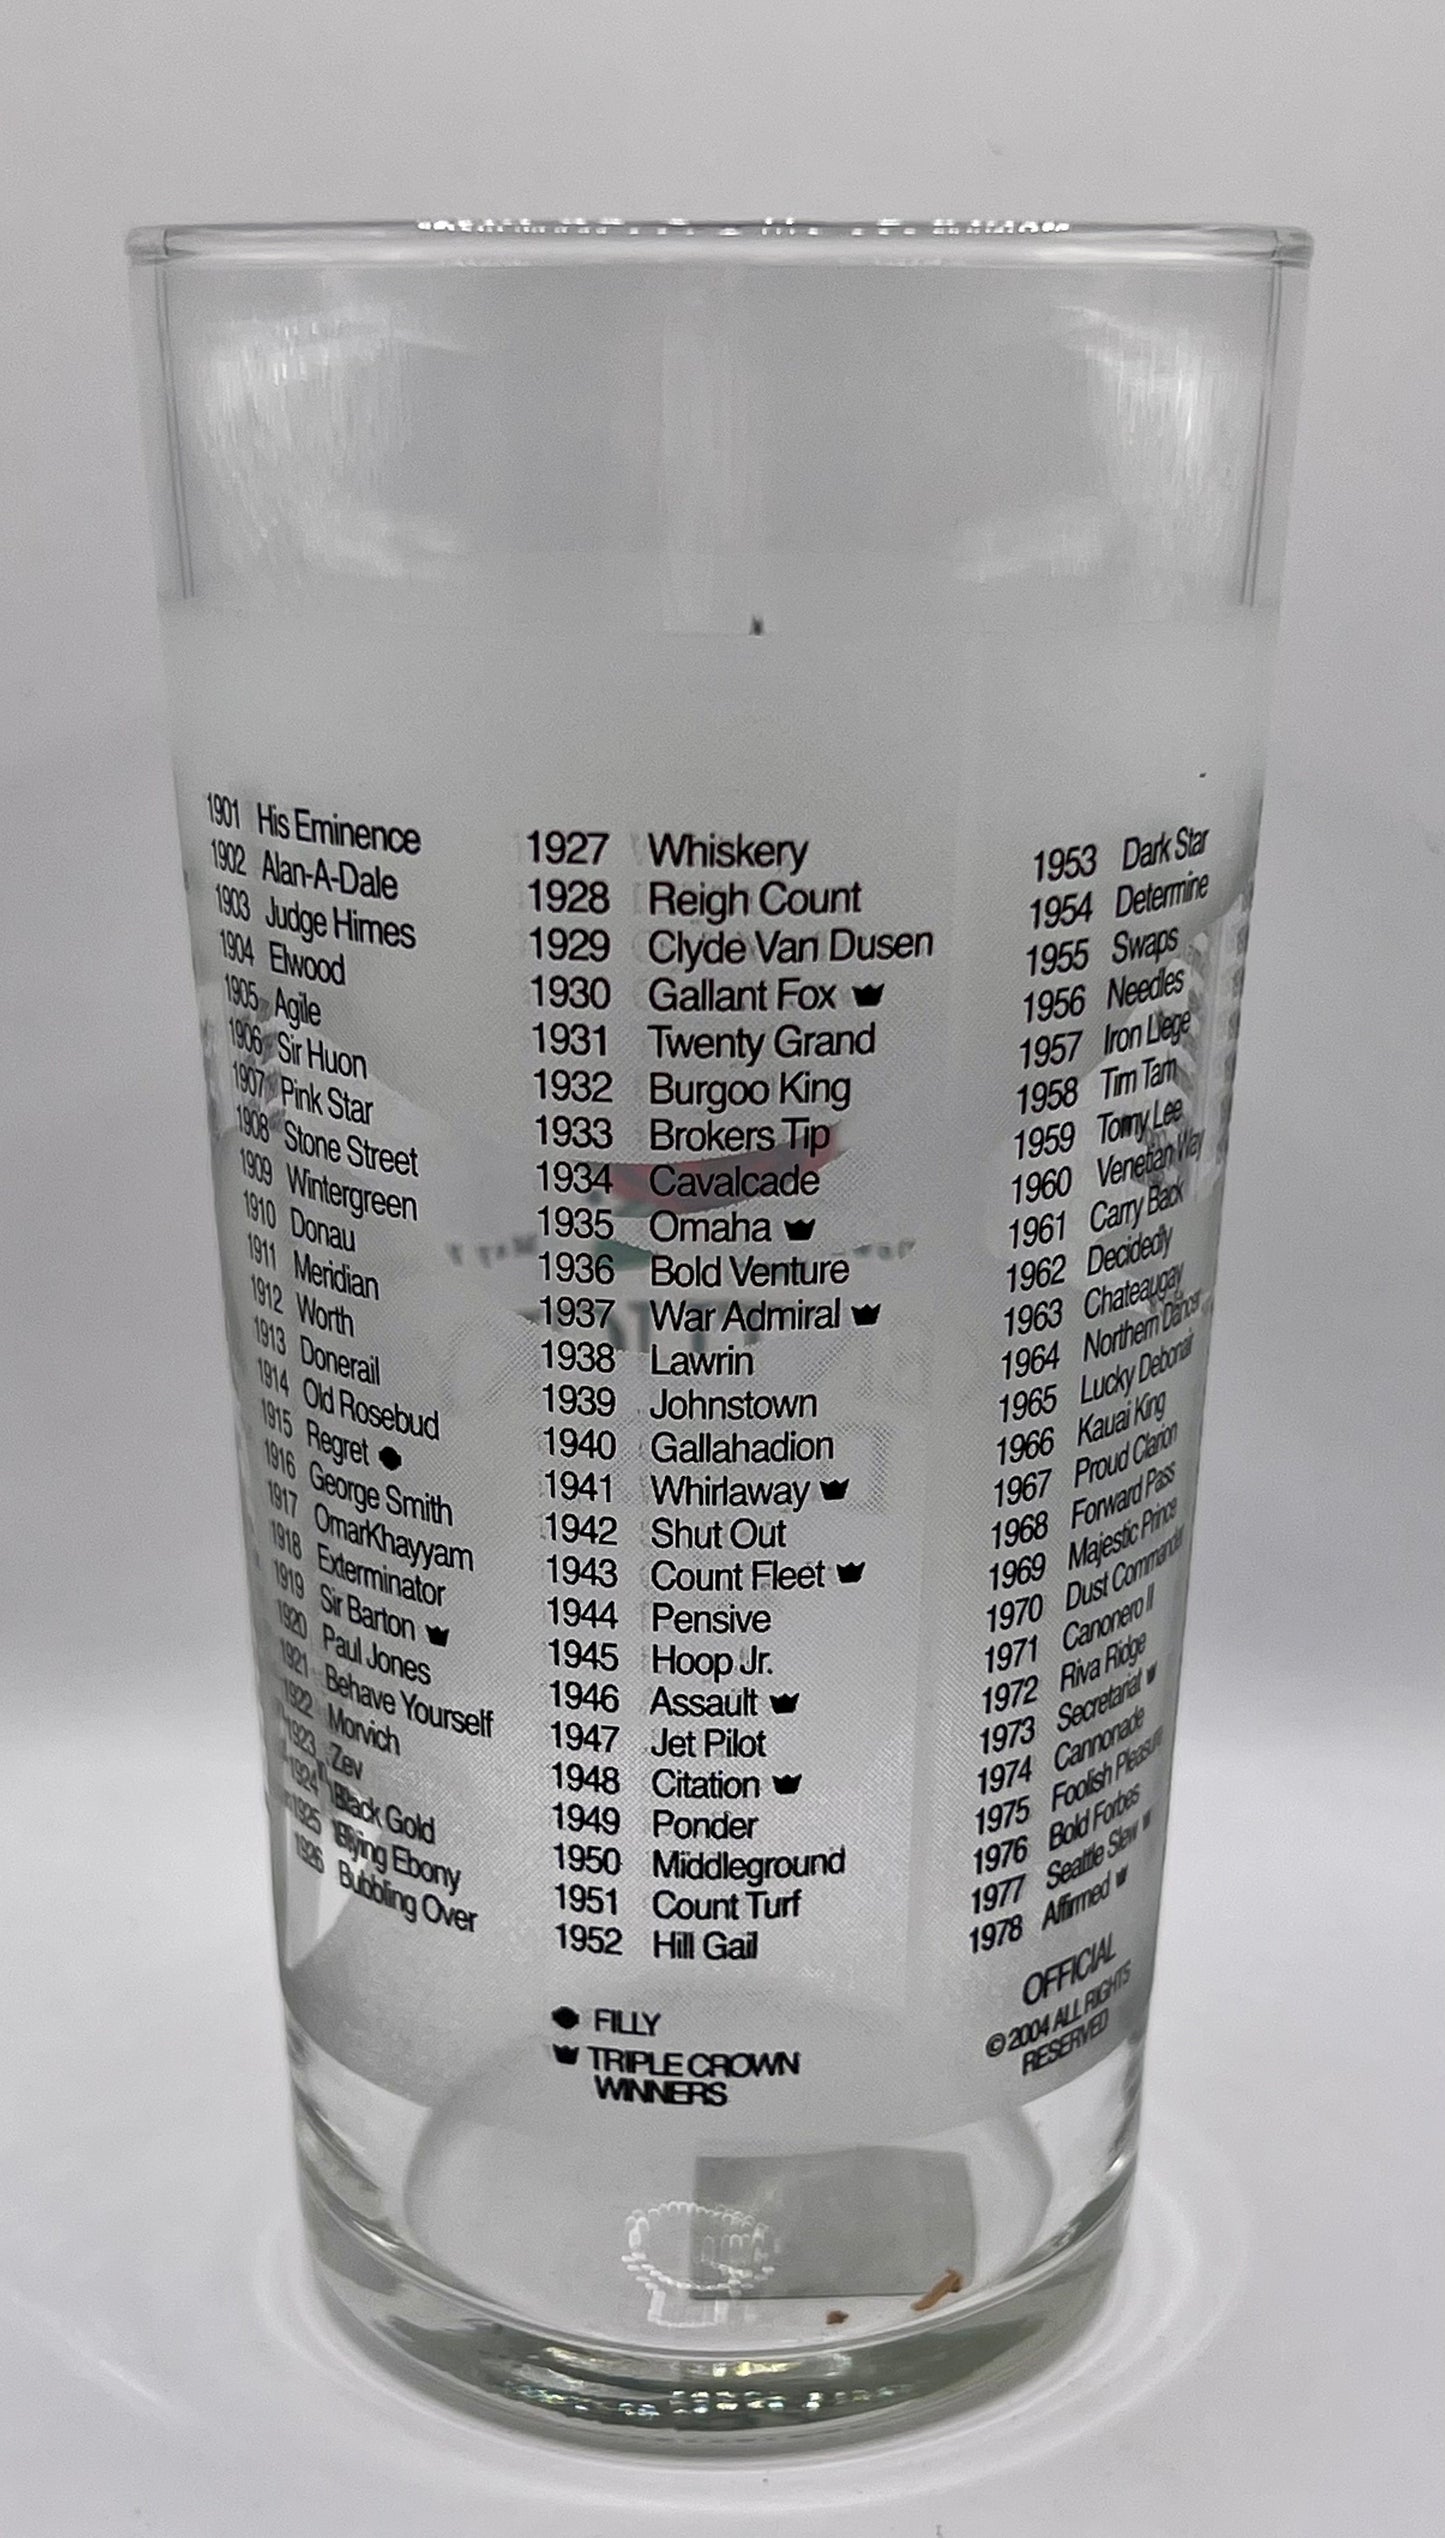 1901 His Eminence
1902 Alan-A-Dale
1903 Judge Himes
1904 Elwood
1905 Agile
1906 Sir Huon
1907 Pink Star
1908 Stone Street
1909 Wintergreen
1910 Donau
1911 Meridian
1912 Worth
1913 Donerail
1914 Old Rosebud
1915 Regret
1916 George Smith
1917 OmarKhayyam
1918 Exterminator
1919 Sir Barton
1920 Paul Jones
1921 Behave Yourself
1922 Morvich
1923 Zev
1924 Black Gold
1925 Flying Ebony
1926 Bubbling Over
1927 Whiskery
1928 Reigh Count
1929 Clyde Van Dusen
1930 Gallant Fox
1931 Twenty Grand
1932 Burgoo King
1933 Brokers Tip
1934 Cavalcade
1935 Omaha
1936 Bold Venture
1937 War Admiral
1938 Lawrin
1939 Johnstown
1940 Gallahadion
1941 Whirlaway
1942 Shut Out
1943 Count Fleet
1944 Pensive
1945 Hoop Jr.
1946 Assault
1947 Jet Pilot
1948 Citation
1949 Ponder
1950 Middleground
1951 Count Turf
1952 Hill Gail
FILLY
TRIPLE CROWN
WINNERS
1953 Dark Star
1954 Determine
1955 Swaps
1956 Needles
1957 Iron Liege
1958 Tim Tam
1959 Tomy Lee
1960 Venetian Way
1961 Carry Back
1962 Decidedly
1963 Chateaugay
1964 Northern Dancer
1965 Lucky Debonair
1966 Kauai King
1967 Proud Clarion
1968 Forward Pass
1969 Majestic Prince
1970 Dust Commander
1971 Canonero II
1972 Riva Ridge
1973 Secretariat
1974 Cannonade
1975 Foolish Pleasure
1976 Bold Forbes
1977 Seattle Slew
1978 Affirmed
OFFICIAL
© 2004 ALL RIGHTS
RESERVED